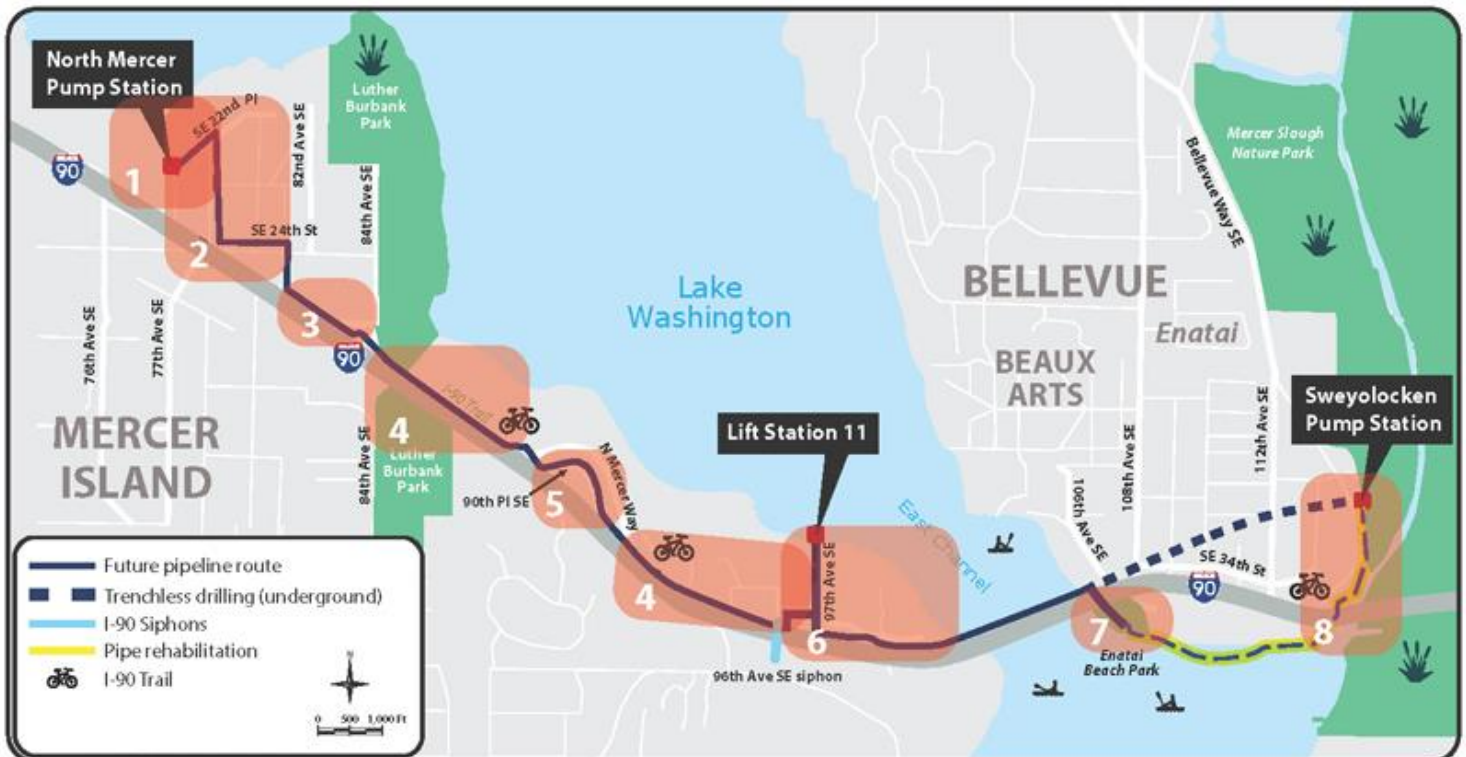 North Mercer
Pump Station
SE 22nd Pl
82nd Ave SE
Luther
Burbank
Park
90
1
2
SE 24th St
84th Ave SE
3
90
76th Ave SE
77th Ave SE
MERCER
ISLAND
84th Ave SE
4
I-90 Trail
Luther
Burbank
Park
90th Pl SE
5
N Mercer Way
4
Lake
Washington
Lift Station 11
97th Ave SE
6
96th Ave SE siphon
East Channel
BELLEVUE
Enatai
BEAUX
ARTS
Mercer Slough
Nature Park
Bellevue Way SE
108th Ave SE
112th Ave SE
106th Ave SE
Sweyolocken
Pump Station
SE 34th St
90
7
Enatai
Beach Park
8
Future pipeline route
Trenchless drilling (underground)
I-90 Siphons
Pipe rehabilitation
I-90 Trail
N
0 500 1,000 Ft